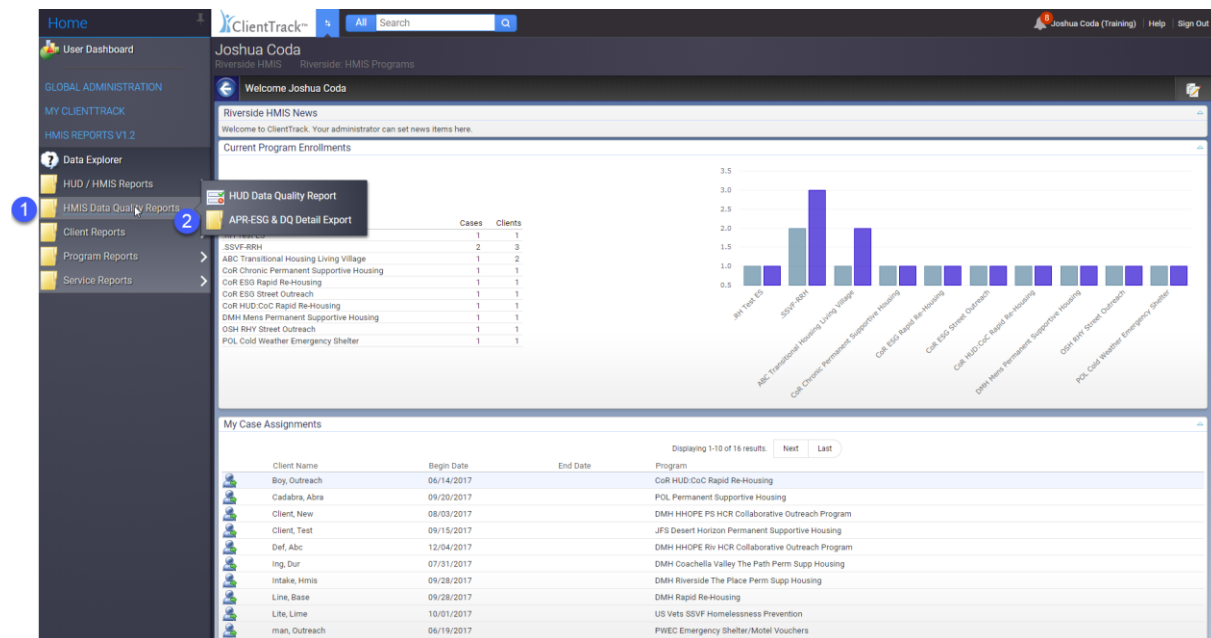 Home
ClientTrack™
All
Search
8
Joshua Coda (Training)
Help
Sign Out
User Dashboard
GLOBAL ADMINISTRATION
MY CLIENTTRACK
HMIS REPORTS V1.2
Data Explorer
HUD / HMIS Reports
1
HMIS Data Quality Reports
Client Reports
Program Reports
Service Reports
HUD Data Quality Report
2
APR-ESG & DQ Detail Export
Joshua Coda
Riverside HMIS Riverside: HMIS Programs
Welcome Joshua Coda
Riverside HMIS News
Welcome to ClientTrack. Your administrator can set news items here.
Current Program Enrollments
Cases Clients
.RH Test ES 1 1
.SSVF-RRH 2 3
ABC Transitional Housing Living Village 1 2
CoR Chronic Permanent Supportive Housing 1 1
CoR ESG Rapid Re-Housing 1 1
CoR ESG Street Outreach 1 1
CoR HUD:CoC Rapid Re-Housing 1 1
DMH Mens Permanent Supportive Housing 1 1
OSH RHY Street Outreach 1 1
POL Cold Weather Emergency Shelter 1 1
3.5
3.0
2.5
2.0
1.5
1.0
0.5
.RH Test ES
.SSVF-RRH
ABC Transitional Housing Living Village
CoR Chronic Permanent Supportive Housing
CoR ESG Rapid Re-Housing
CoR ESG Street Outreach
CoR HUD:CoC Rapid Re-Housing
DMH Mens Permanent Supportive Housing
OSH RHY Street Outreach
POL Cold Weather Emergency Shelter
My Case Assignments
Displaying 1-10 of 16 results. Next Last
Client Name Begin Date End Date Program
Boy, Outreach 06/14/2017 CoR HUD:CoC Rapid Re-Housing
Cadabra, Abra 09/20/2017 POL Permanent Supportive Housing
Client, New 08/03/2017 DMH HHOPE PS HCR Collaborative Outreach Program
Client, Test 09/15/2017 JFS Desert Horizon Permanent Supportive Housing
Def, Abc 12/04/2017 DMH HHOPE Riv HCR Collaborative Outreach Program
Ing, Dur 07/31/2017 DMH Coachella Valley The Path Perm Supp Housing
Intake, Hmis 09/28/2017 DMH Riverside The Place Perm Supp Housing
Line, Base 09/28/2017 DMH Rapid Re-Housing
Lite, Lime 10/01/2017 US Vets SSVF Homelessness Prevention
man, Outreach 06/19/2017 PWEC Emergency Shelter/Motel Vouchers